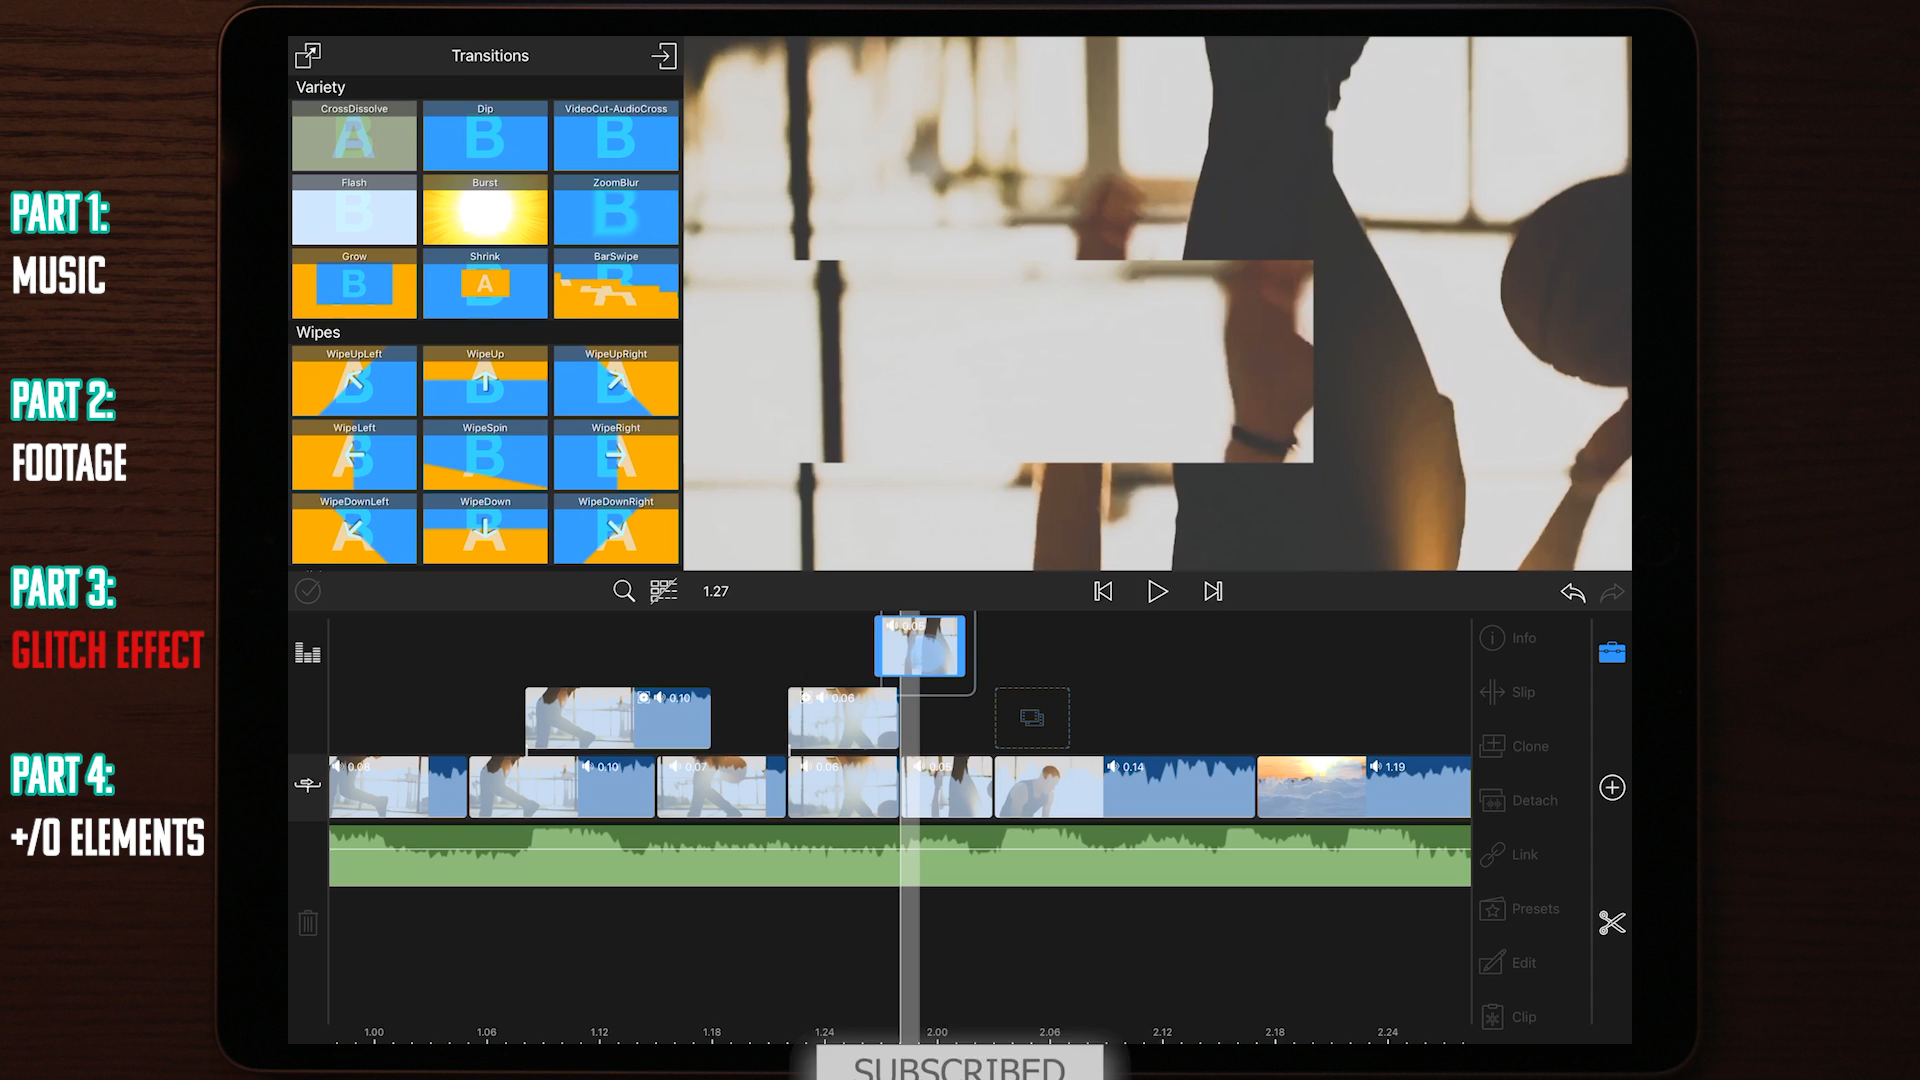 PART 1:
MUSIC
PART 2:
FOOTAGE
PART 3:
GLITCH EFFECT
PART 4:
+/O ELEMENTS
Transitions
Variety
CrossDissolve
Dip
VideoCut-AudioCross
A
B
B
Flash
Burst
ZoomBlur
B
B
Grow
Shrink
BarSwipe
B
A
Wipes
WipeUpLeft
WipeUp
WipeUpRight
WipeLeft
WipeSpin
WipeRight
WipeDownLeft
WipeDown
WipeDownRight
1.27
0.05
0.10
0.06
0.08
0.10
0.07
0.06
0.05
0.14
1.19
Info
Slip
Clone
Detach
Link
Presets
Edit
Clip
1.00
1.06
1.12
1.18
1.24
2.00
2.06
2.12
2.18
2.24
SUBSCRIBED